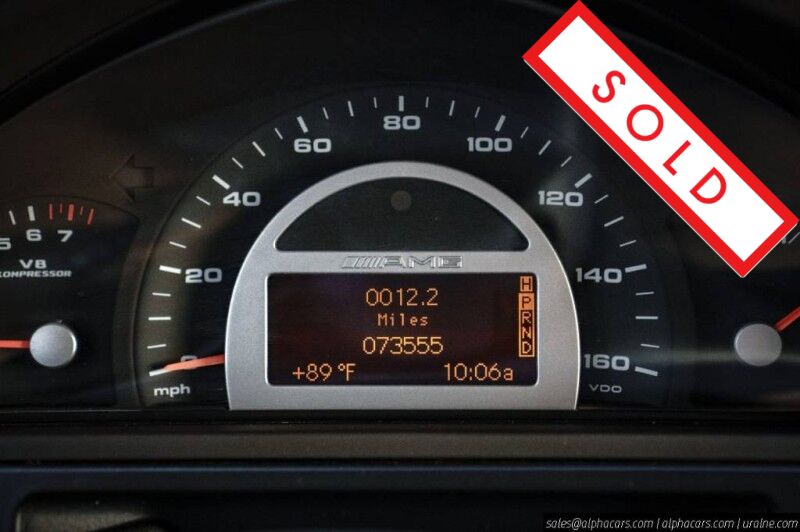 SOLD
60 80 100
40 120
20 140
0 160
mph
VDO
5 6 7
V8
KOMPRESSOR
AMG
0012.2
Miles
073555
+89 °F 10:06a
H
P
R
N
D
sales@alphacars.com | alphacars.com | uralne.com